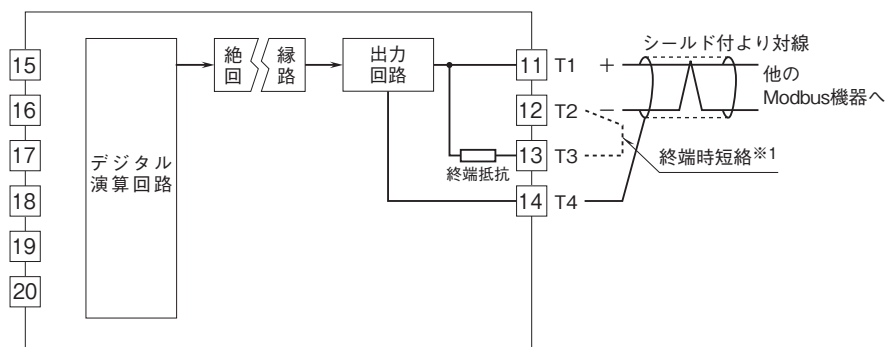 15
16
17
18
19
20
デジタル
演算回路
絶 縁
回 路
出力
回路
終端抵抗
11 T1 +
12 T2 −
13 T3
14 T4
シールド付より対線
他の
Modbus機器へ
終端時短絡※1